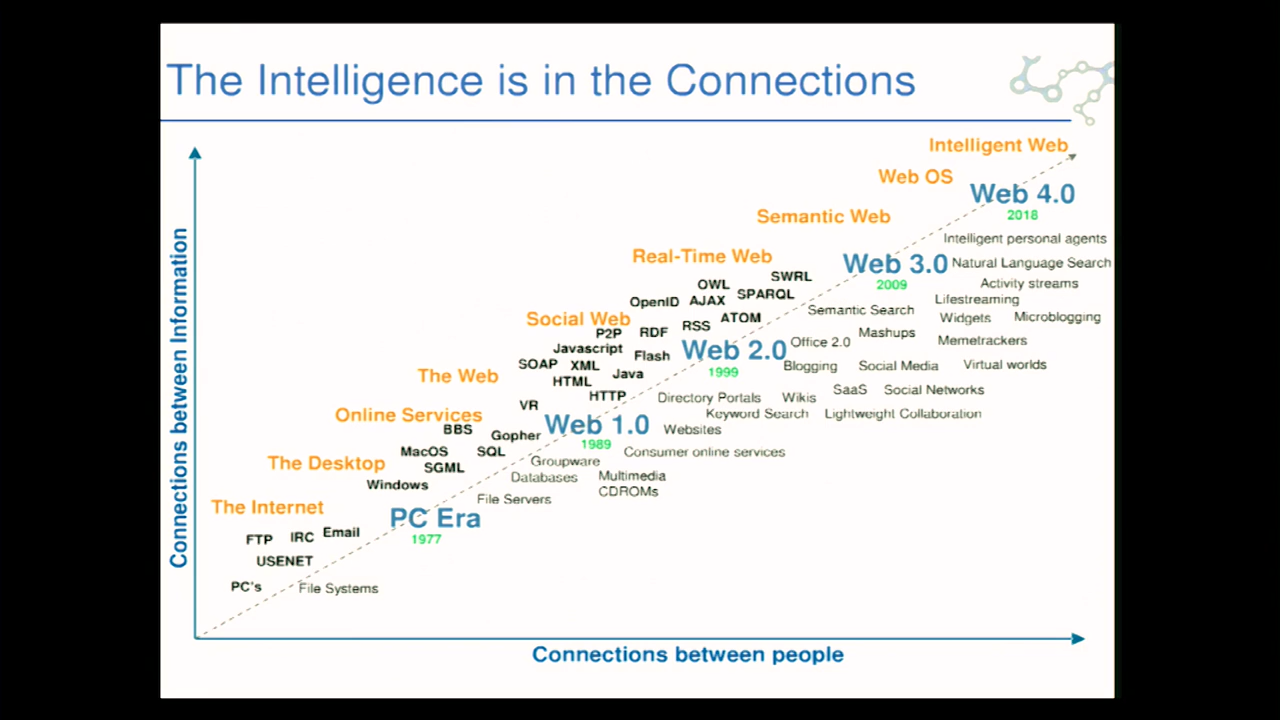 The Intelligence is in the Connections
Intelligent Web
Web OS
Web 4.0
2018
Semantic Web
Intelligent personal agents
Real-Time Web
Web 3.0
Natural Language Search
2009
SWRL
OWL
SPARQL
Activity streams
OpenID
AJAX
Lifestreaming
Semantic Search
ATOM
Widgets
Microblogging
Social Web
RSS
P2P
RDF
Mashups
Memetrackers
Office 2.0
Javascript
Flash
Web 2.0
1999
SOAP
XML
Java
Blogging
Social Media
Virtual worlds
The Web
HTML
HTTP
SaaS
Social Networks
Directory Portals
Wikis
VR
Keyword Search
Lightweight Collaboration
Online Services
BBS
Gopher
Web 1.0
1989
Websites
MacOS
SQL
Consumer online services
The Desktop
SGML
Groupware
Databases
Multimedia
CDROMs
Windows
File Servers
The Internet
PC Era
1977
FTP
IRC
Email
USENET
PC's
File Systems
Connections between Information
Connections between people